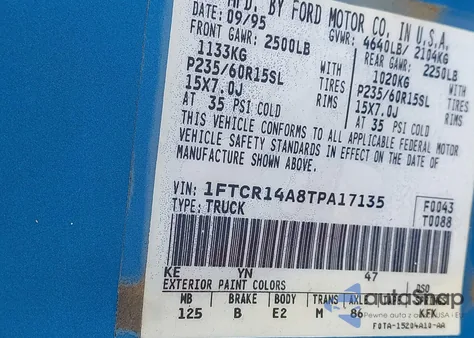 MFD. BY FORD MOTOR CO. IN U.S.A.
DATE: 09/95 GVWR: 4640LB/ 2104KG
FRONT GAWR: 2500LB REAR GAWR: 2250LB
1133KG WITH 1020KG WITH
P235/60R15SL TIRES P235/60R15SL TIRES
15X7.0J RIMS 15X7.0J RIMS
AT 35 PSI COLD AT 35 PSI COLD
THIS VEHICLE CONFORMS TO ALL APPLICABLE FEDERAL MOTOR
VEHICLE SAFETY STANDARDS IN EFFECT ON THE DATE OF
MANUFACTURE SHOWN ABOVE.
VIN: 1FTCR14A8TPA17135
TYPE: TRUCK
F0043
T0088
KE YN 47
EXTERIOR PAINT COLORS DSO
WB BRAKE BODY TRANS AXLE
125 B E2 M 86 KFK
F0TA-15204A10-AA
autoSnap